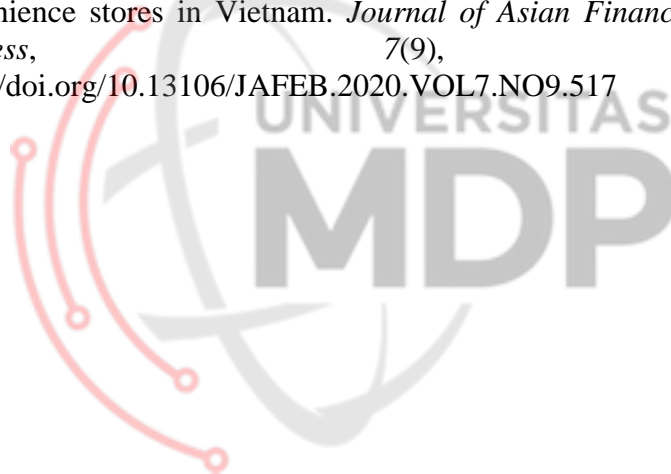 nience stores in Vietnam. Journal of Asian Financ
ess, 7(9),
/doi.org/10.13106/JAFEB.2020.VOL7.NO9.517
UNIVERSITAS
MDP